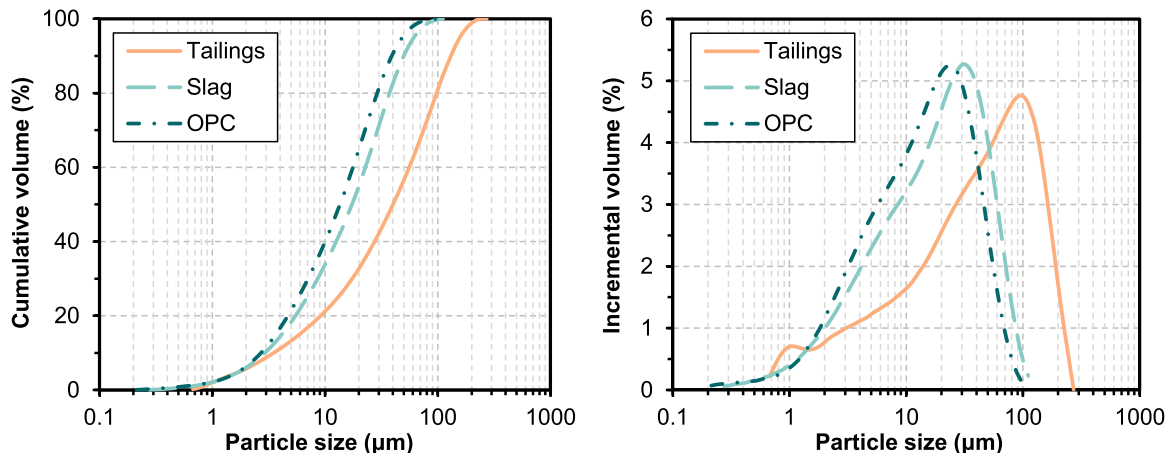 100
80
60
40
20
0
Cumulative volume (%)
Tailings
Slag
OPC
0.1 1 10 100 1000
Particle size (μm)
6
5
4
3
2
1
0
Incremental volume (%)
Tailings
Slag
OPC
0.1 1 10 100 1000
Particle size (μm)